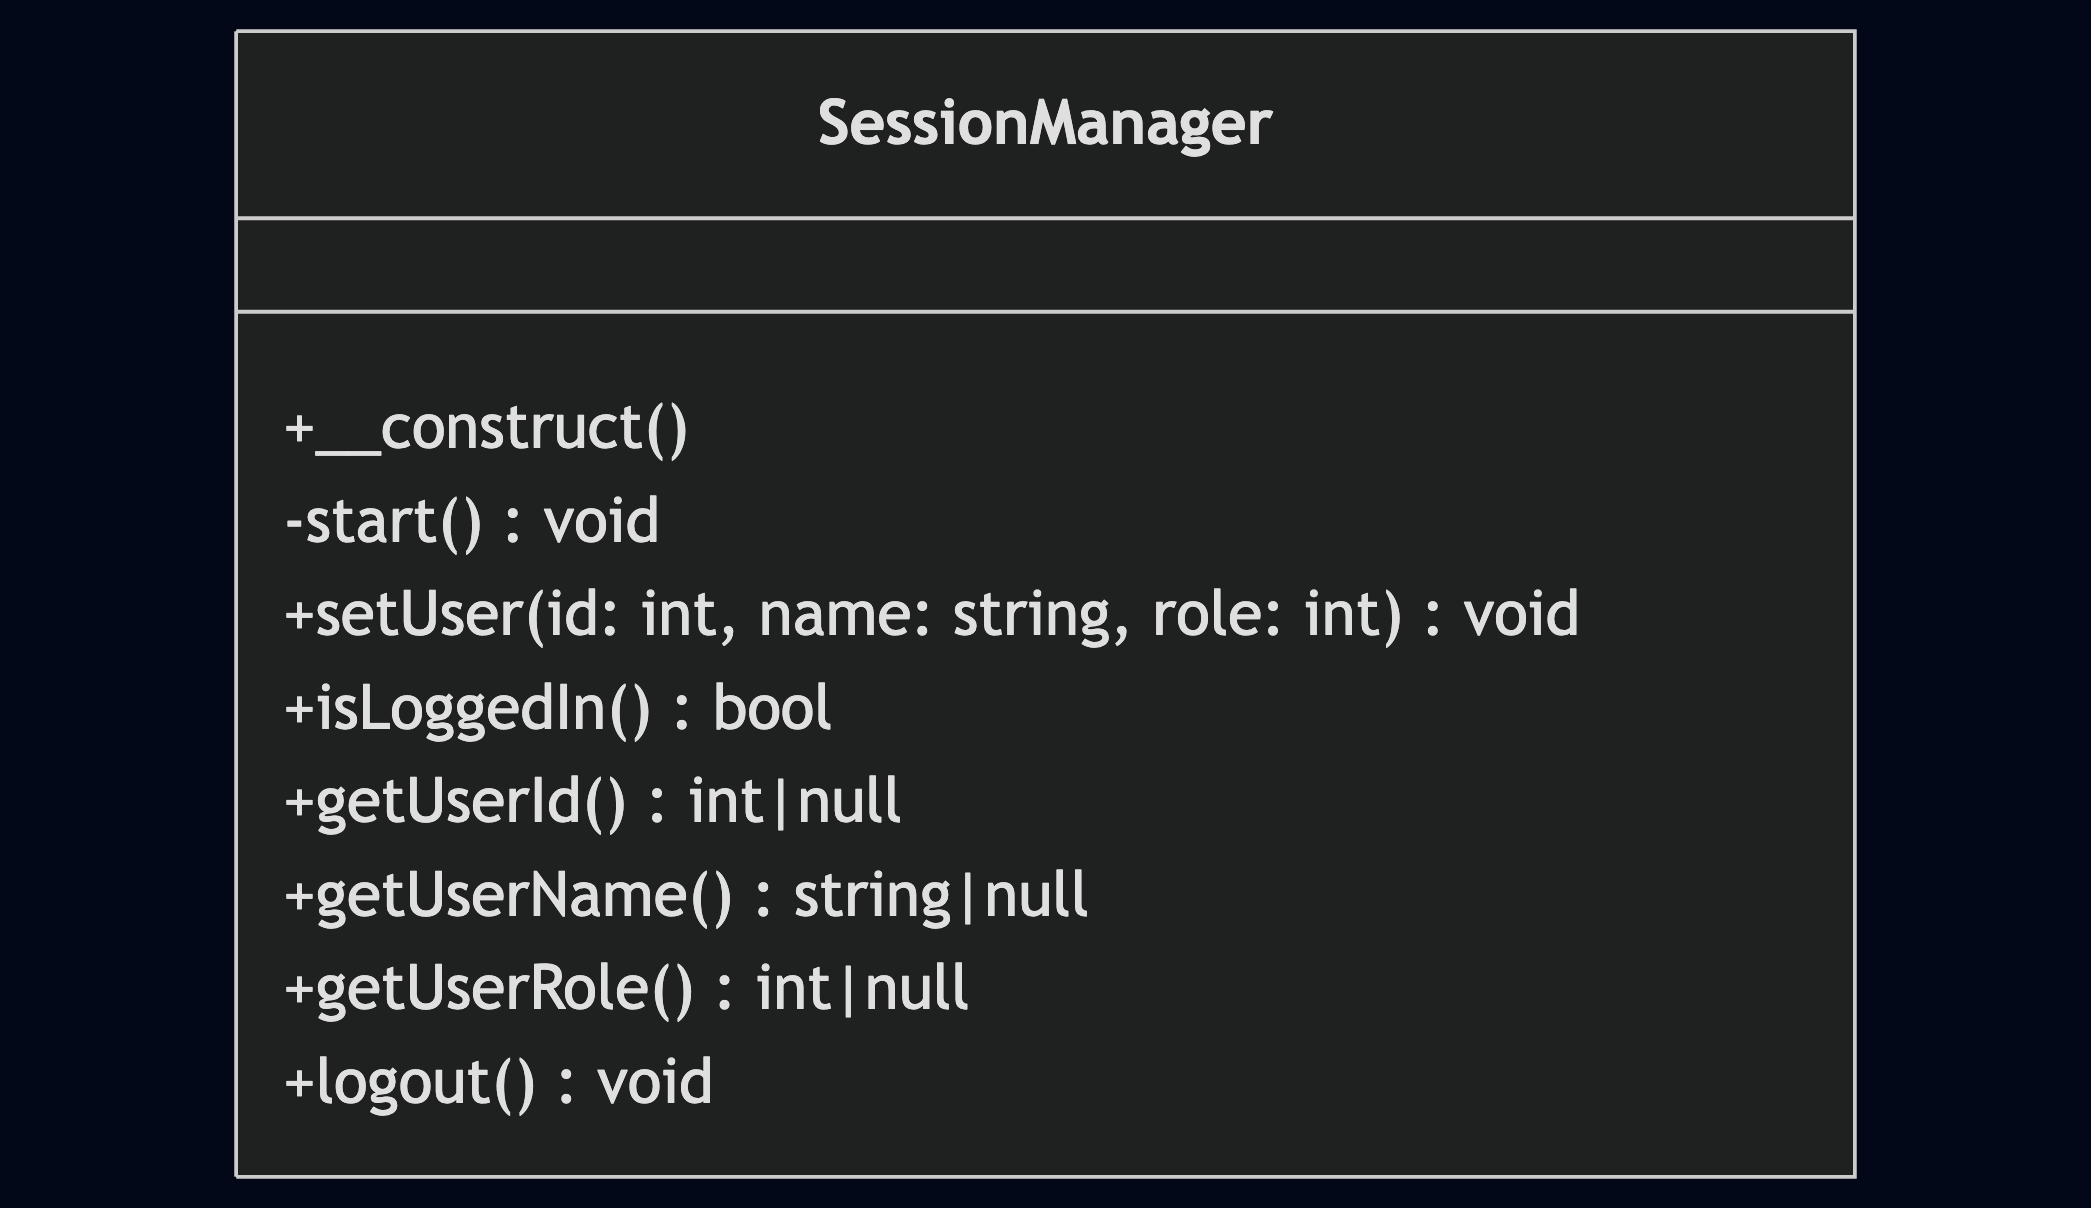 SessionManager
+__construct()
-start() : void
+setUser(id: int, name: string, role: int) : void
+isLoggedIn() : bool
+getUserId() : int|null
+getUserName() : string|null
+getUserRole() : int|null
+logout() : void